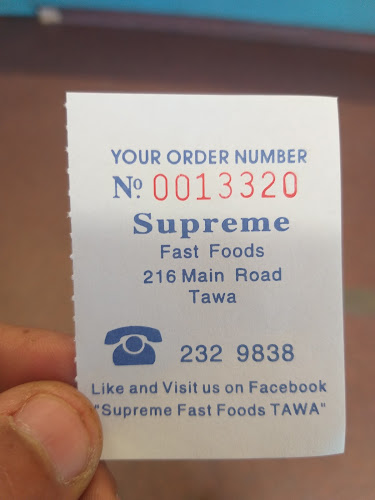 YOUR ORDER NUMBER
Nº. 0013320
Supreme
Fast Foods
216 Main Road
Tawa
232 9838
Like and Visit us on Facebook
"Supreme Fast Foods TAWA"